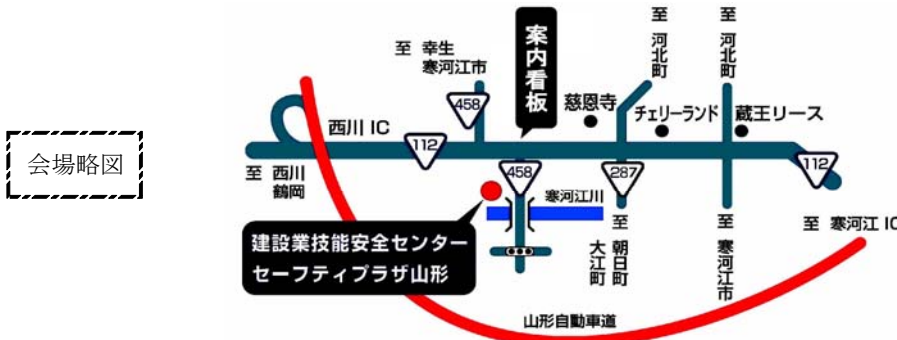 会場略図
案内看板
至 幸生
寒河江市
至 河北町
至 河北町
458
慈恩寺
チェリーランド
蔵王リース
西川 IC
112
至 西川
鶴岡
458
287
112
寒河江川
至 寒河江 IC
建設業技能安全センター
セーフティプラザ山形
至 朝日町
大江町
至 寒河江市
山形自動車道